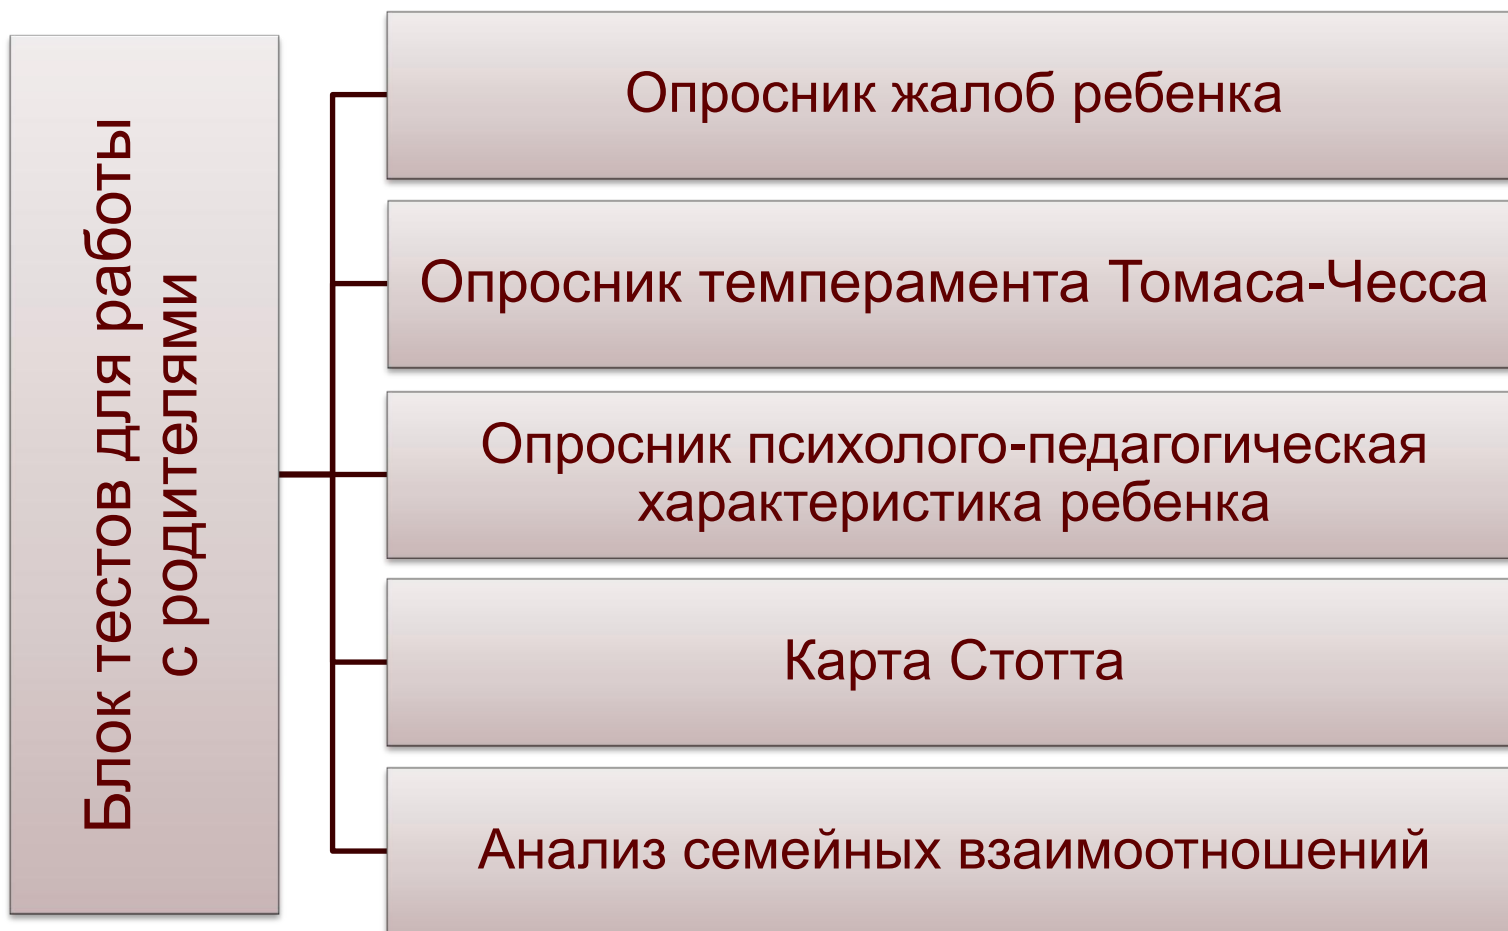 Блок тестов для работы
с родителями
Опросник жалоб ребенка
Опросник темперамента Томаса-Чесса
Опросник психолого-педагогическая
характеристика ребенка
Карта Стотта
Анализ семейных взаимоотношений